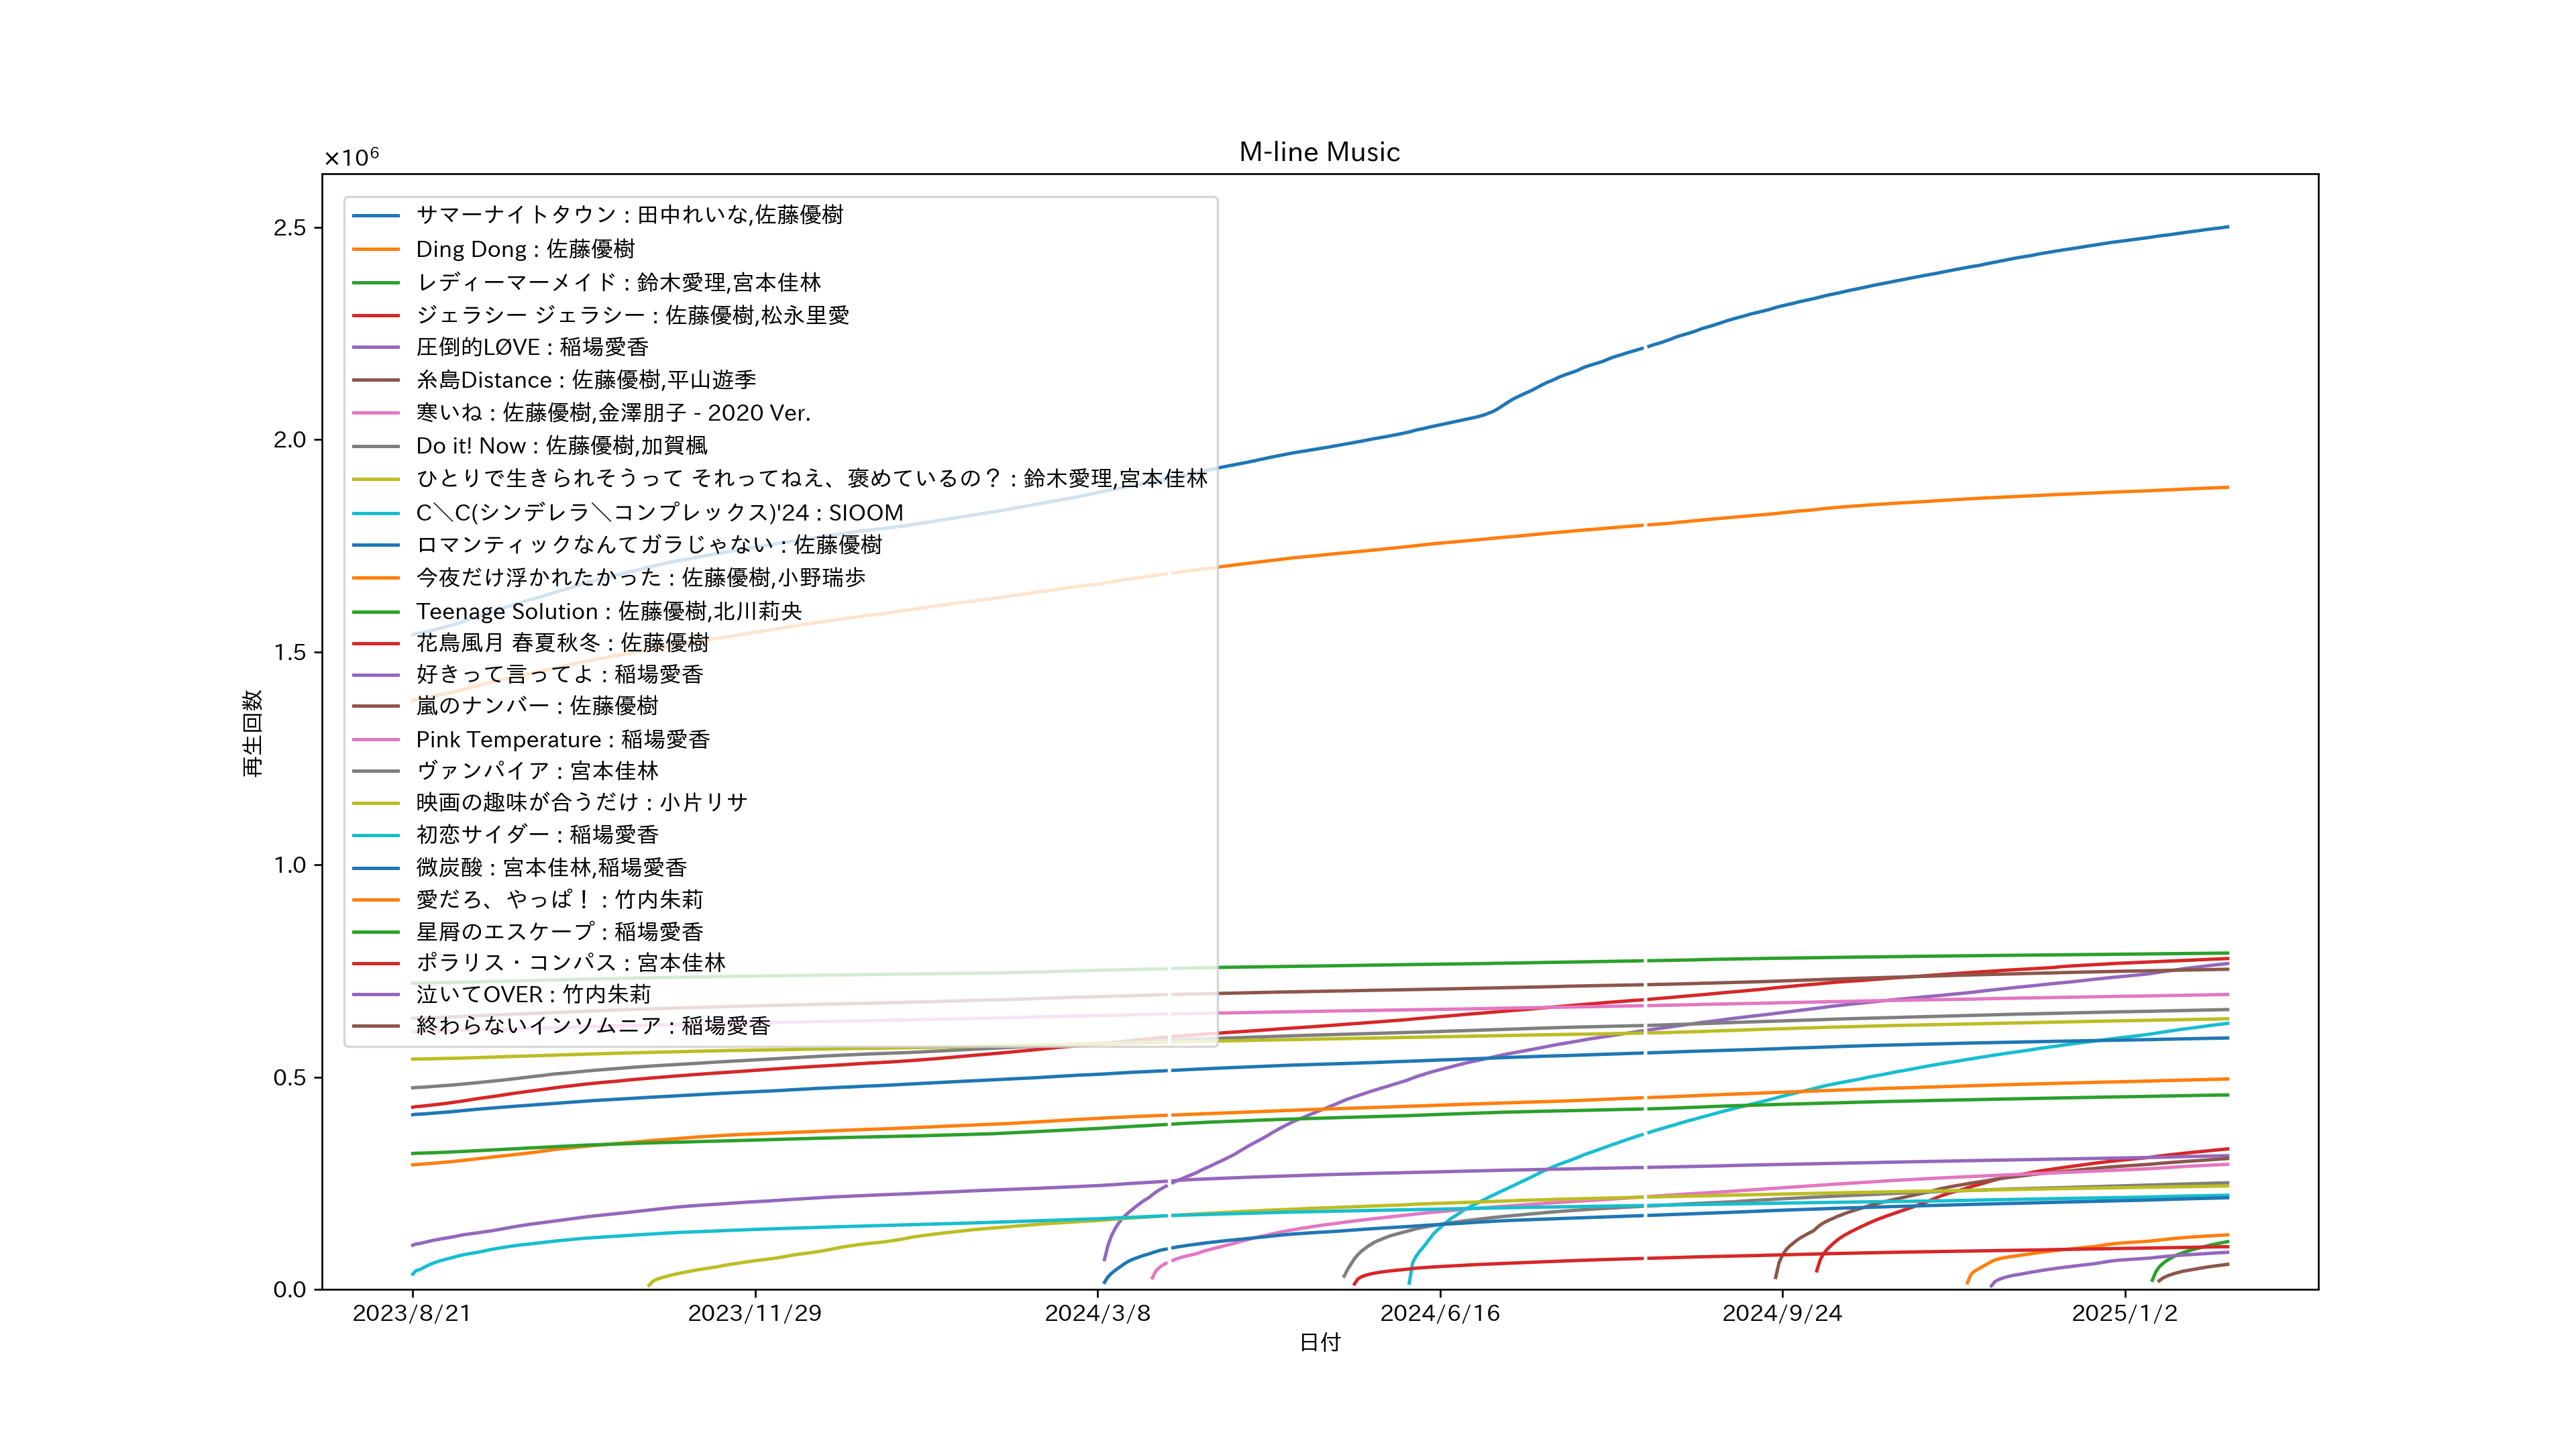 M-line Music
×10⁶
2.5
2.0
1.5
1.0
0.5
0.0
再生回数
サマーナイトタウン : 田中れいな,佐藤優樹
Ding Dong : 佐藤優樹
レディーマーメイド : 鈴木愛理,宮本佳林
ジェラシー ジェラシー : 佐藤優樹,松永里愛
圧倒的LØVE : 稲場愛香
糸島Distance : 佐藤優樹,平山遊季
寒いね : 佐藤優樹,金澤朋子 - 2020 Ver.
Do it! Now : 佐藤優樹,加賀楓
ひとりで生きられそうって それってねえ、褒めているの？ : 鈴木愛理,宮本佳林
C＼C(シンデレラ＼コンプレックス)'24 : SIOOM
ロマンティックなんてガラじゃない : 佐藤優樹
今夜だけ浮かれたかった : 佐藤優樹,小野瑞歩
Teenage Solution : 佐藤優樹,北川莉央
花鳥風月 春夏秋冬 : 佐藤優樹
好きって言ってよ : 稲場愛香
嵐のナンバー : 佐藤優樹
Pink Temperature : 稲場愛香
ヴァンパイア : 宮本佳林
映画の趣味が合うだけ : 小片リサ
初恋サイダー : 稲場愛香
微炭酸 : 宮本佳林,稲場愛香
愛だろ、やっぱ！ : 竹内朱莉
星屑のエスケープ : 稲場愛香
ポラリス・コンパス : 宮本佳林
泣いてOVER : 竹内朱莉
終わらないインソムニア : 稲場愛香
2023/8/21
2023/11/29
2024/3/8
2024/6/16
2024/9/24
2025/1/2
日付